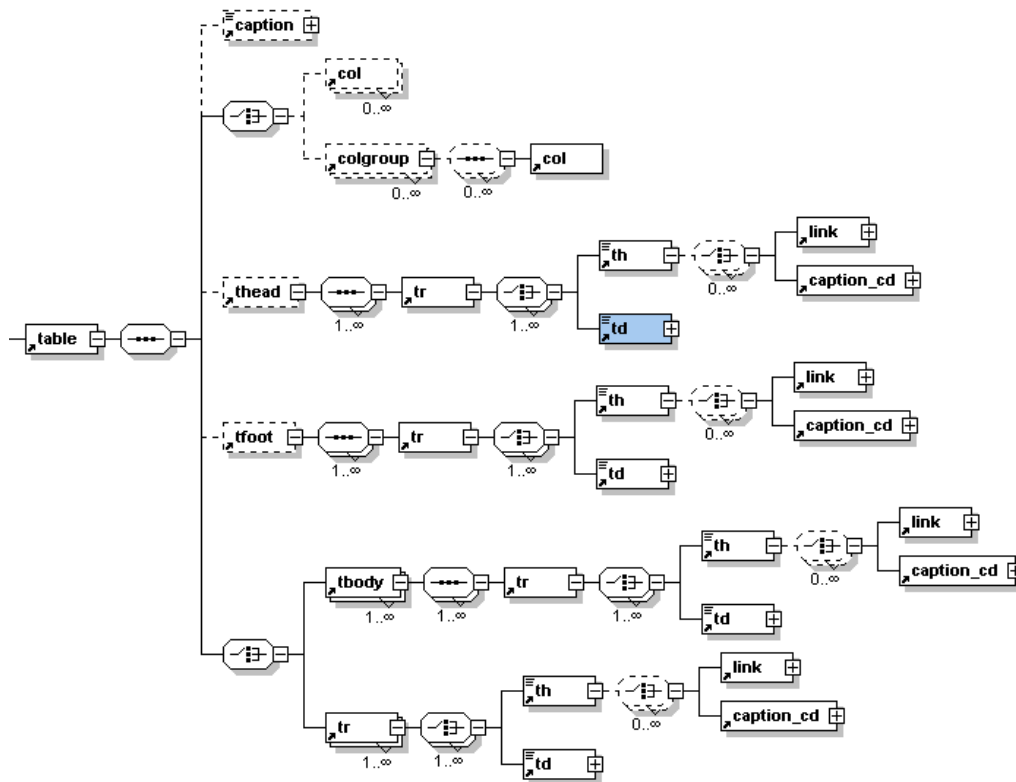 caption
col
0..∞
colgroup
col
0..∞
0..∞
link
th
caption_cd
0..∞
thead
tr
1..∞
1..∞
td
table
link
th
caption_cd
0..∞
tfoot
tr
1..∞
1..∞
td
link
th
caption_cd
0..∞
tbody
tr
1..∞
1..∞
1..∞
td
link
th
caption_cd
0..∞
tr
1..∞
1..∞
td